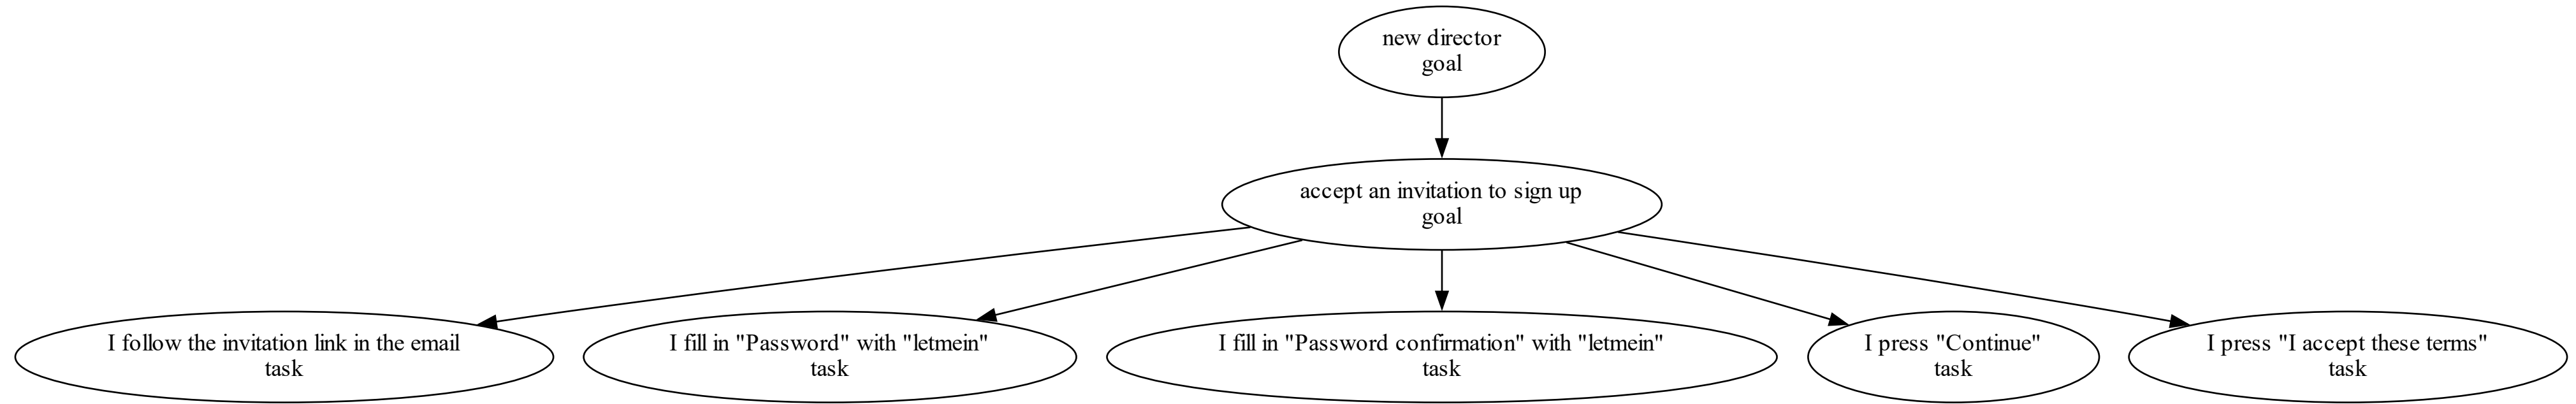 new director
goal
accept an invitation to sign up
goal
I follow the invitation link in the email
task
I fill in "Password" with "letmein"
task
I fill in "Password confirmation" with "letmein"
task
I press "Continue"
task
I press "I accept these terms"
task